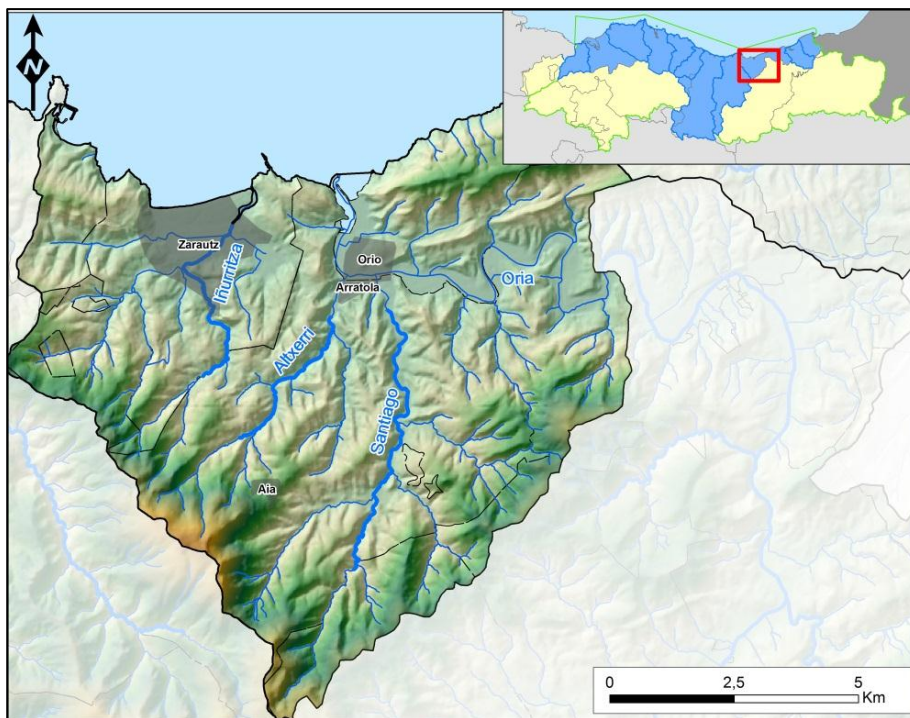 N
Zarautz
Iñurritza
Orio
Oria
Arratola
Altxerri
Santiago
Aia
0 2,5 5
Km